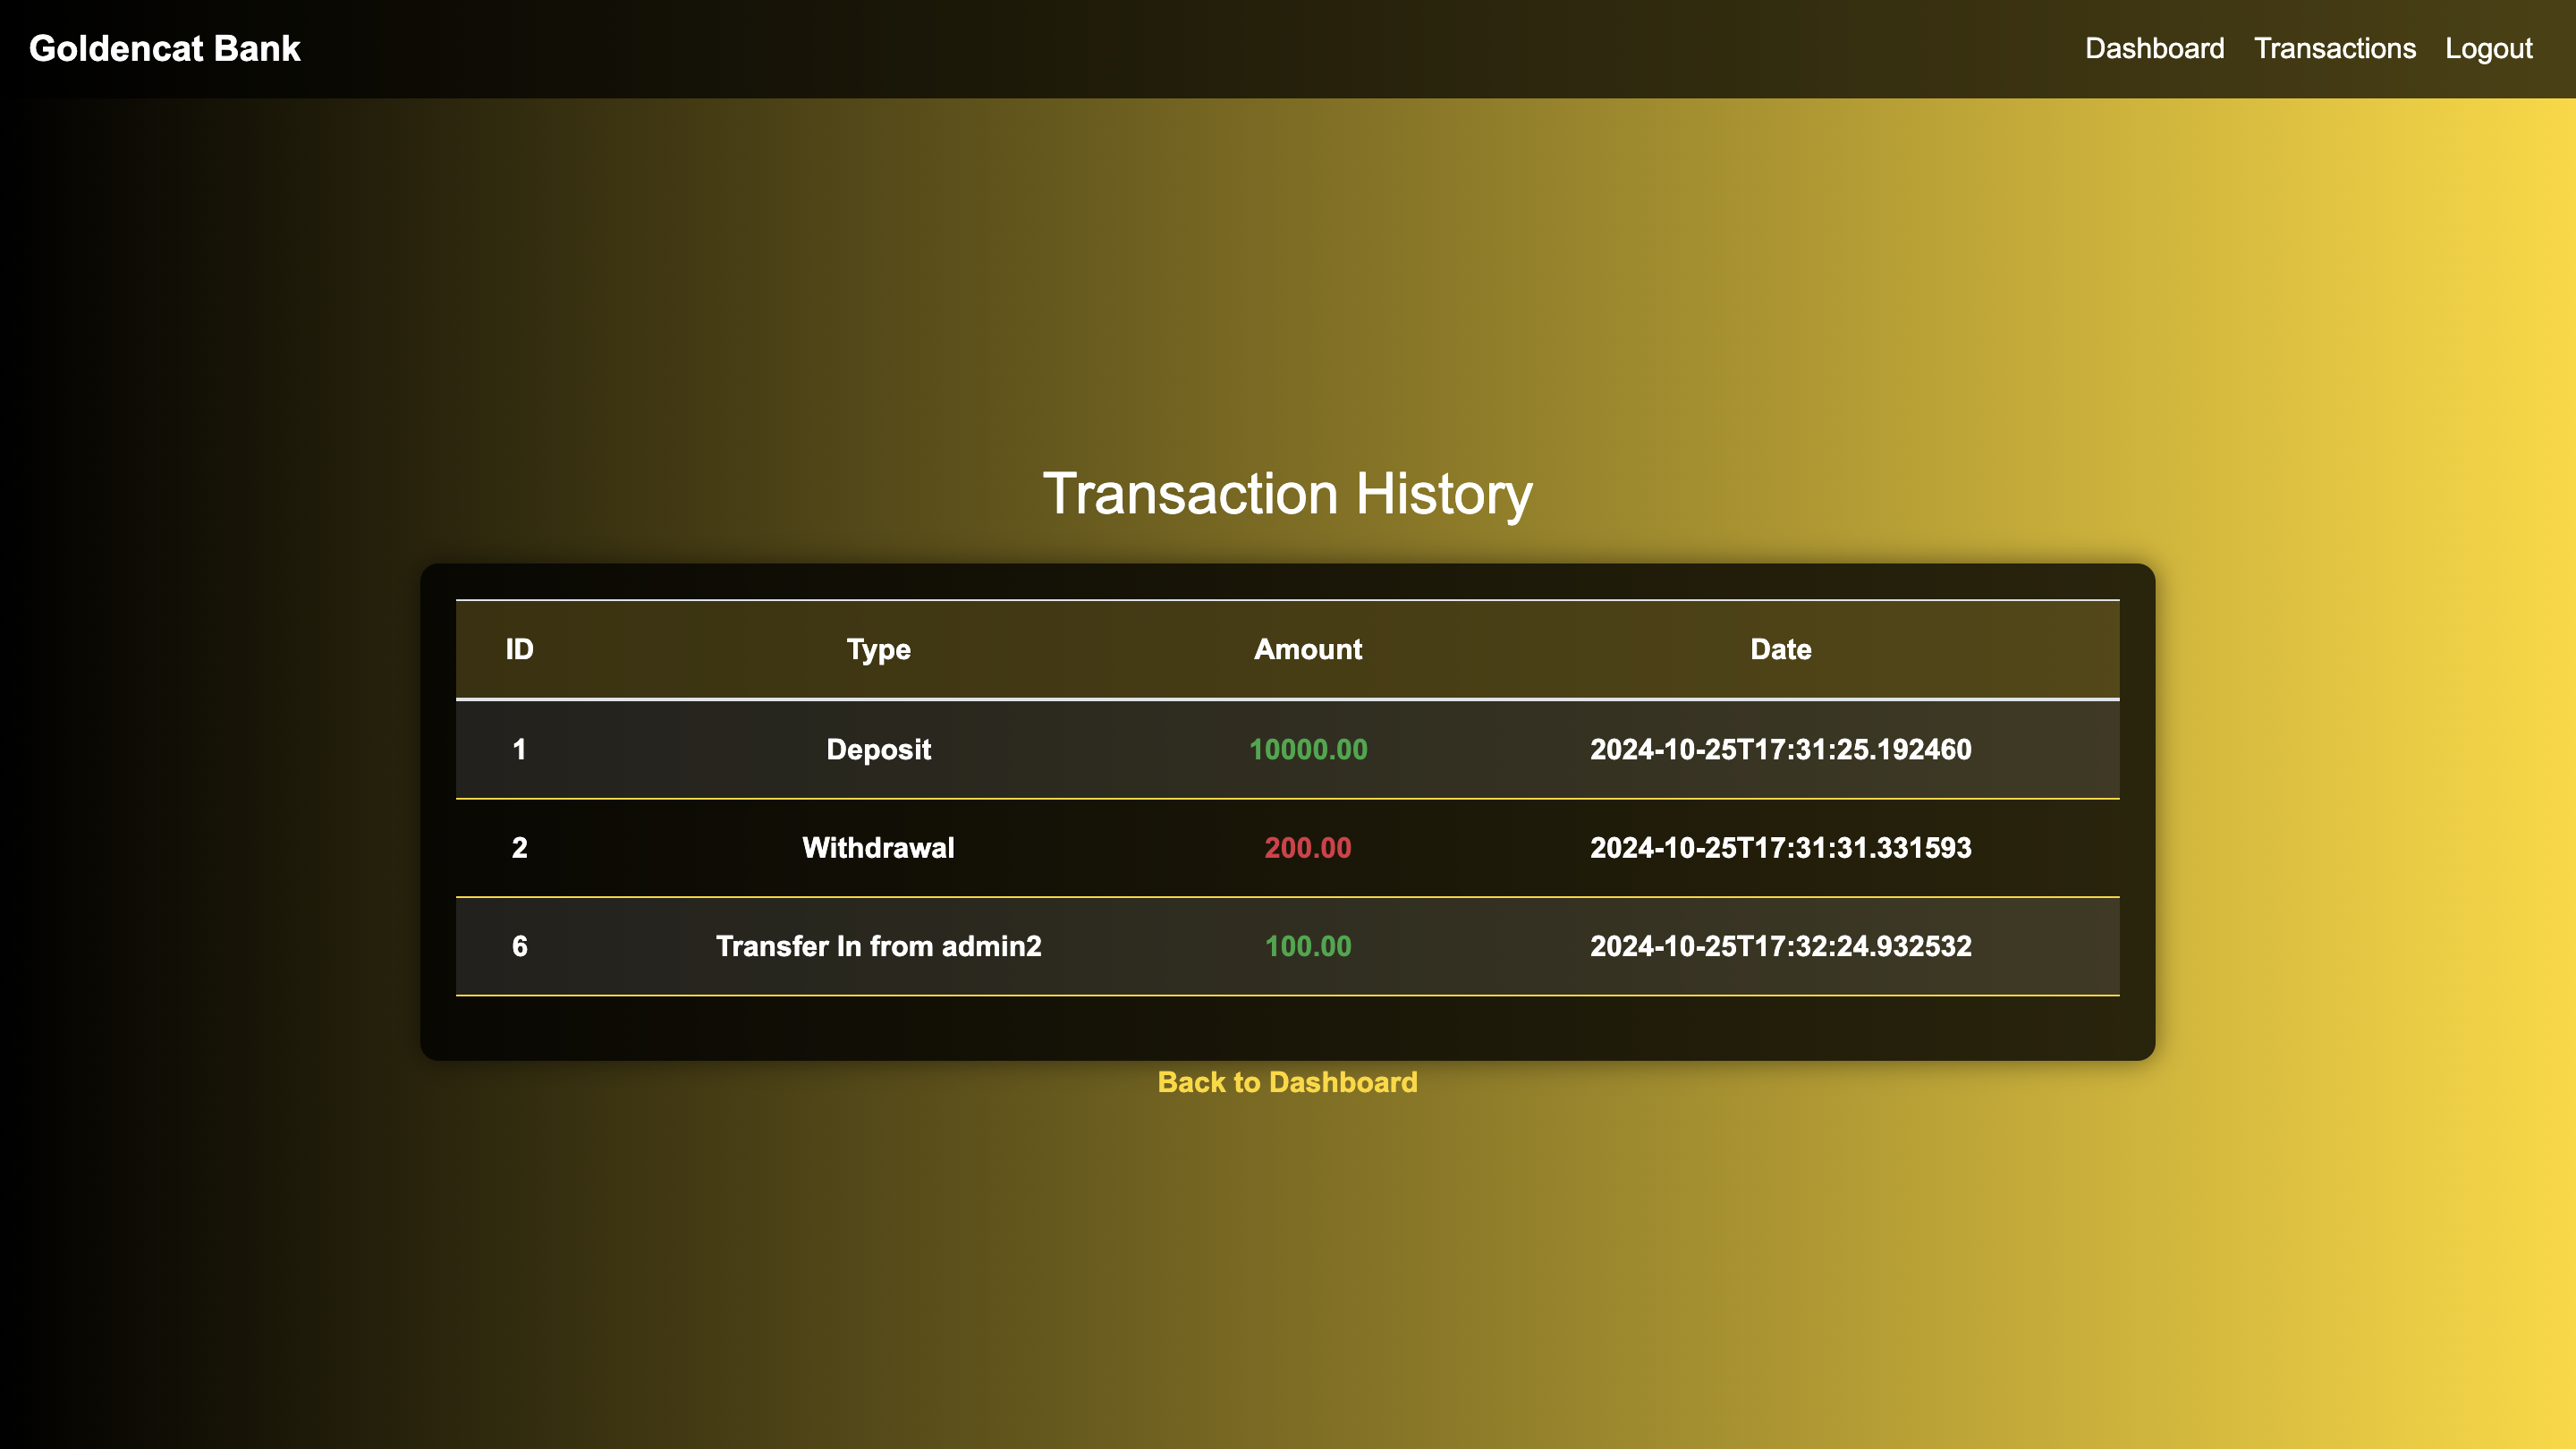 Goldencat Bank
Dashboard Transactions Logout
Transaction History
ID Type Amount Date
1 Deposit 10000.00 2024-10-25T17:31:25.192460
2 Withdrawal 200.00 2024-10-25T17:31:31.331593
6 Transfer In from admin2 100.00 2024-10-25T17:32:24.932532
Back to Dashboard